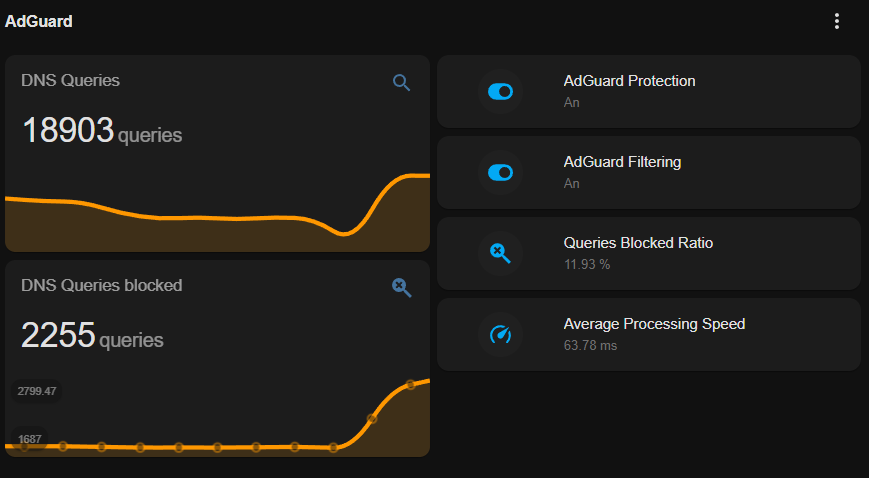 AdGuard
DNS Queries
18903 queries
DNS Queries blocked
2255 queries
2799.47
1687
AdGuard Protection
An
AdGuard Filtering
An
Queries Blocked Ratio
11.93 %
Average Processing Speed
63.78 ms